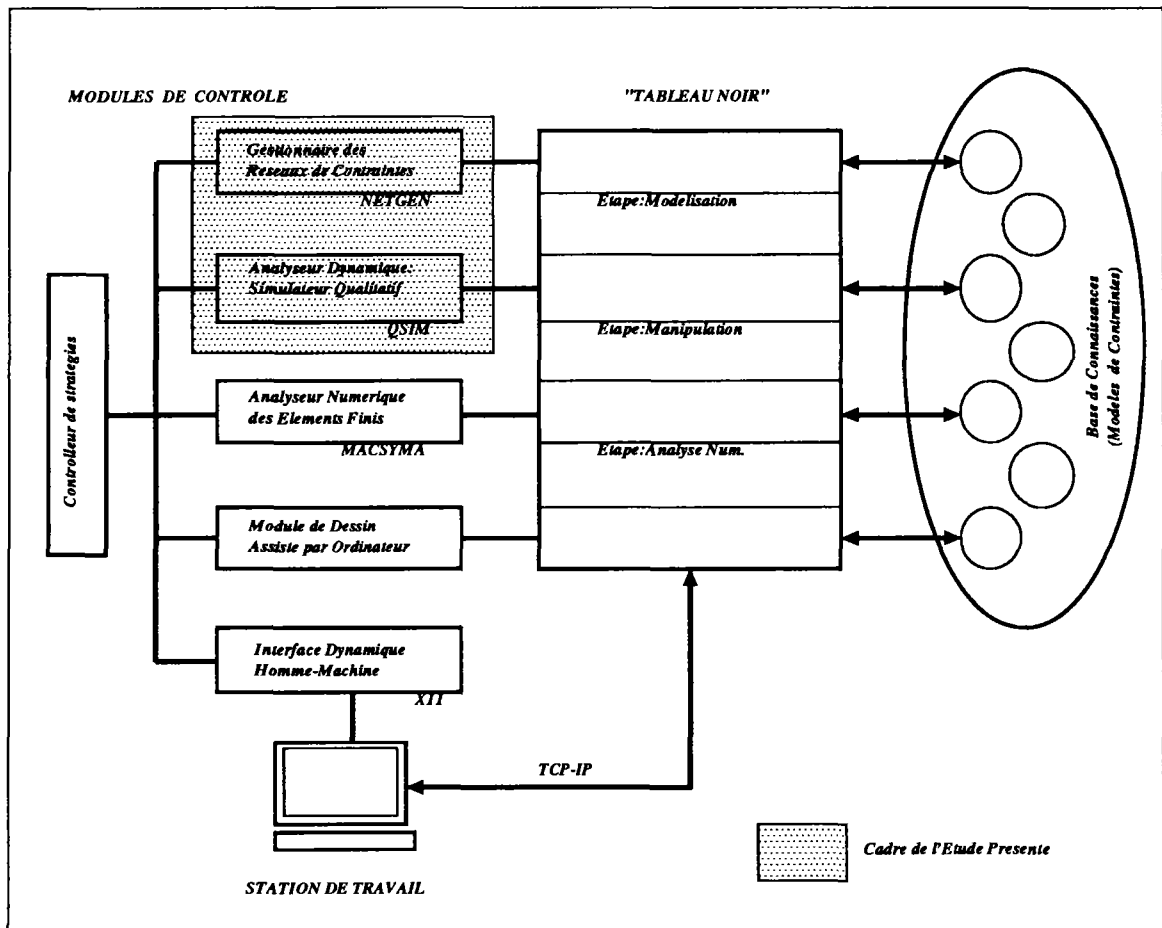 MODULES DE CONTROLE
"TABLEAU NOIR"
Gestionnaire des
Reseaux de Contraintes
NETGEN
Etape:Modelisation
Analyseur Dynamique:
Simulateur Qualitatif
QSIM
Etape:Manipulation
Controlleur de strategies
Analyseur Numerique
des Elements Finis
MACSYMA
Etape:Analyse Num.
Base de Connaissances
(Modeles de Contraintes)
Module de Dessin
Assiste par Ordinateur
Interface Dynamique
Homme-Machine
X11
TCP-IP
STATION DE TRAVAIL
Cadre de l'Etude Presente